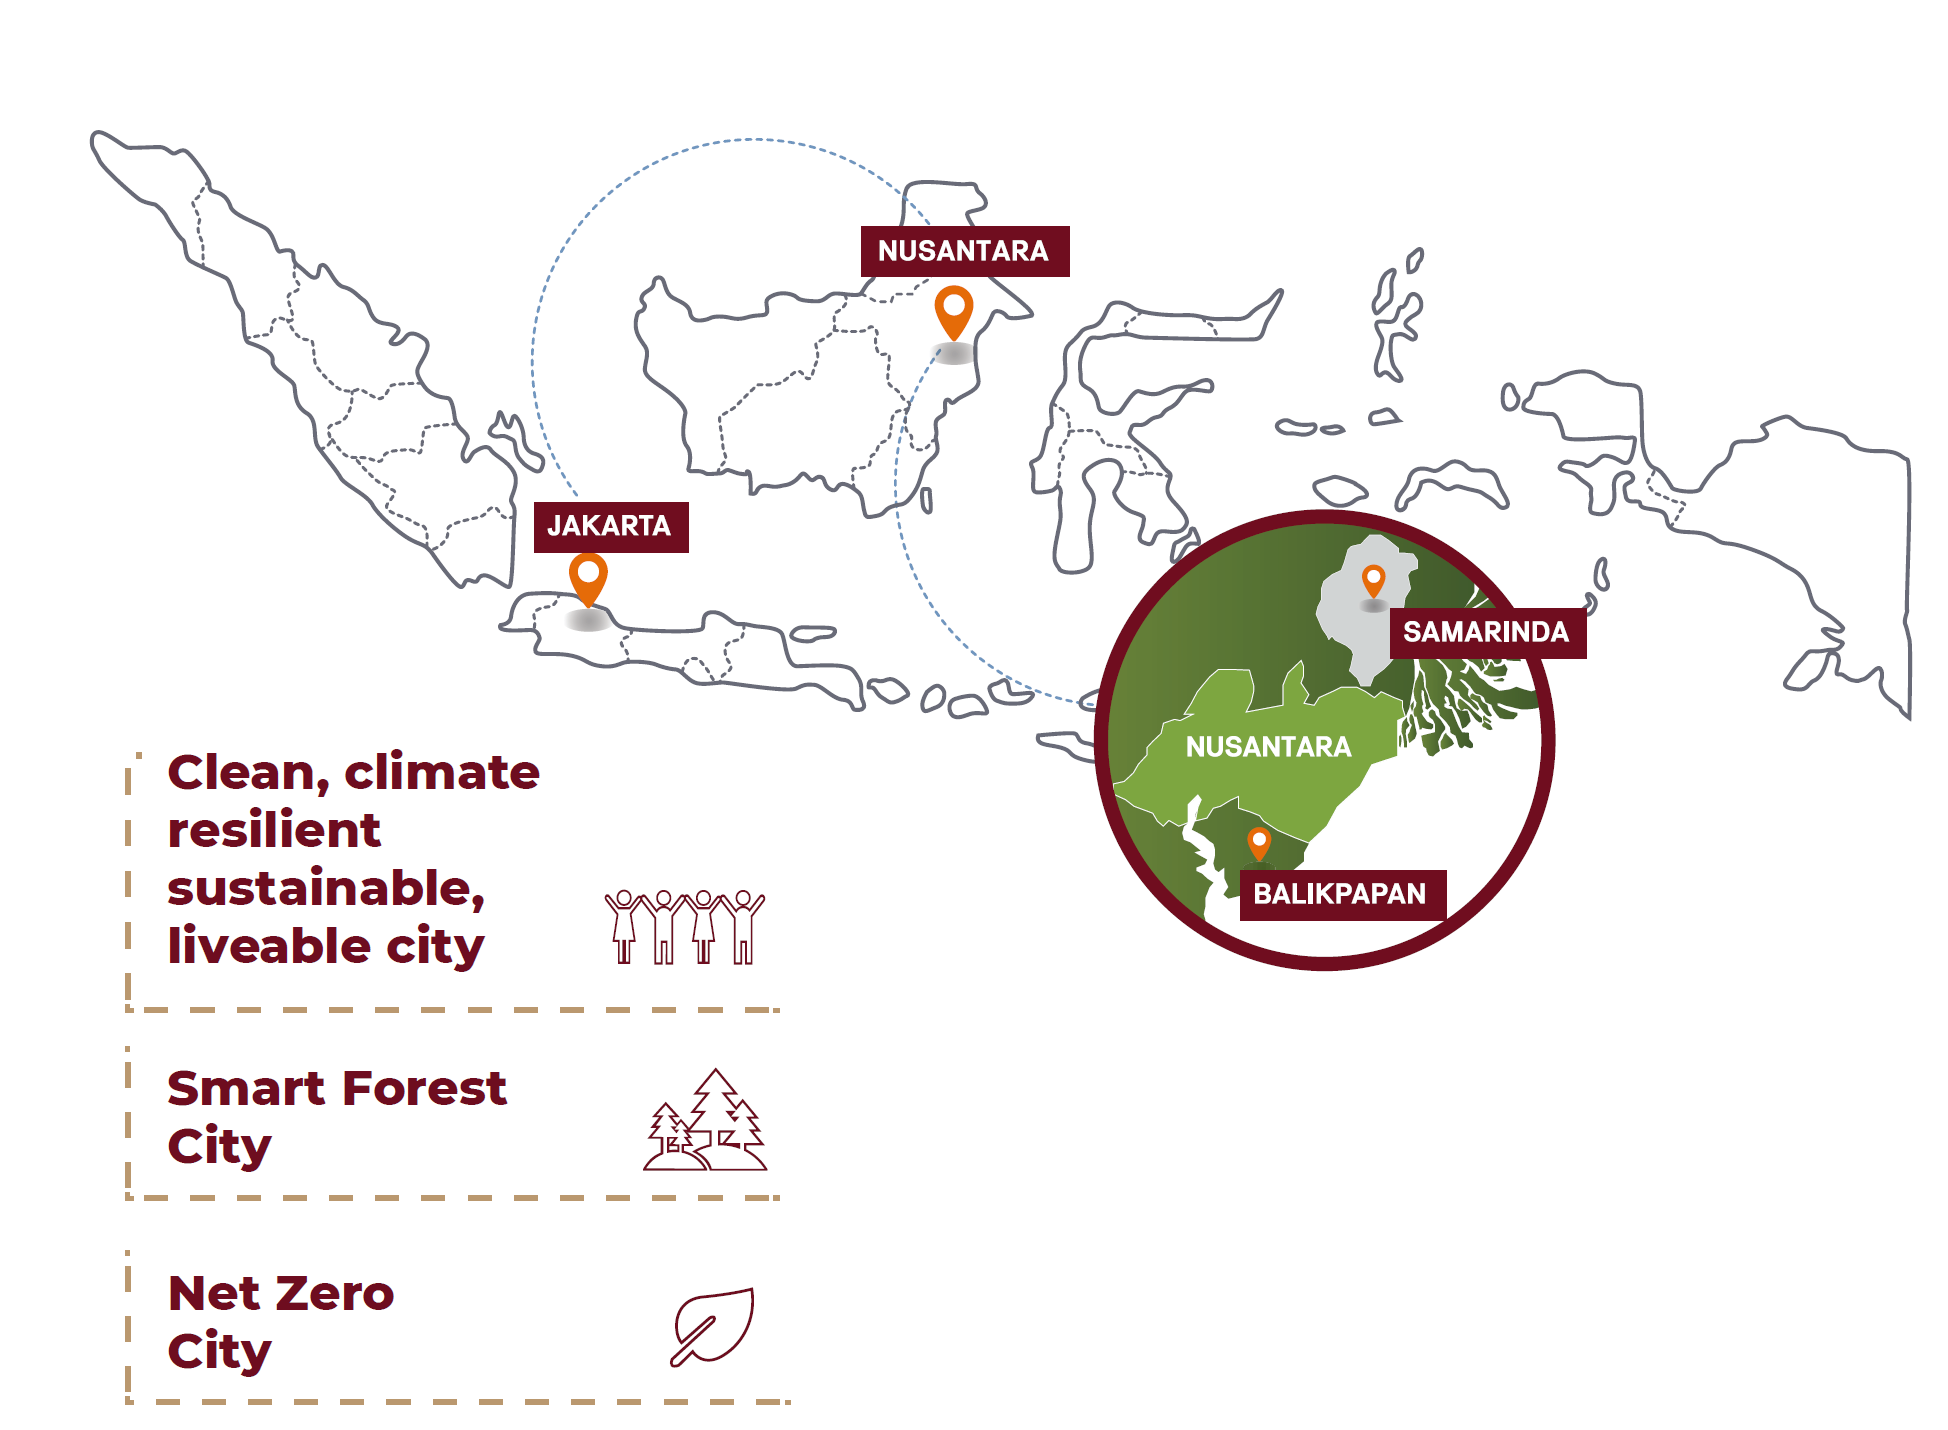 NUSANTARA
JAKARTA
SAMARINDA
NUSANTARA
BALIKPAPAN
Clean, climate
resilient
sustainable,
liveable city
Smart Forest
City
Net Zero
City